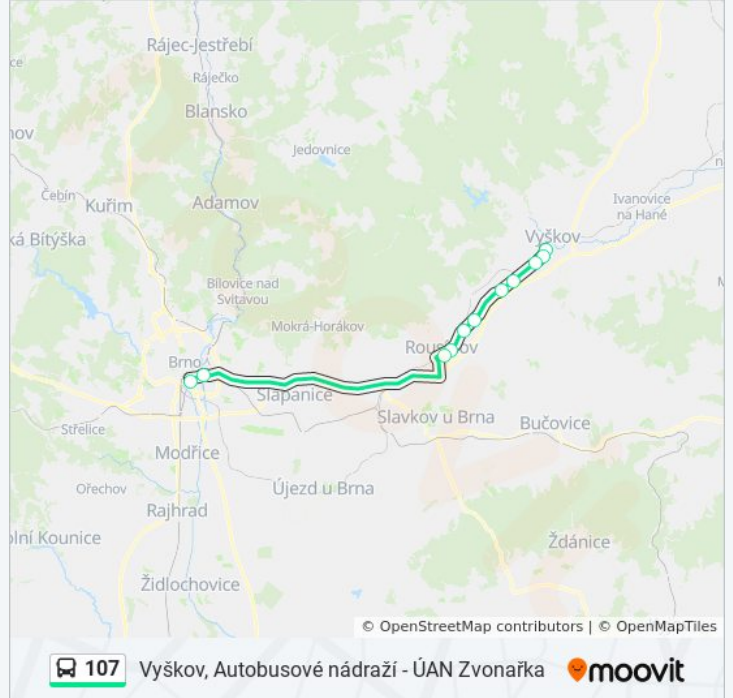 Rájec-Jestřebí
ce
Ráječko
Blansko
nov
Jedovnice
n
Čebín
Kuřim
Adamov
Ivanovice
na Hané
ká Bítýška
Vyškov
Bílovice nad
Svitavou
M
Mokrá-Horákov
Brno
Šlapanice
Slavkov u Brna
Bučovice
Střelice
Modřice
Ořechov
Újezd u Brna
Rajhrad
olní Kounice
Ždánice
Židlochovice
© OpenStreetMap contributors | © OpenMapTiles
107 Vyškov, Autobusové nádraží - ÚAN Zvonařka moovit